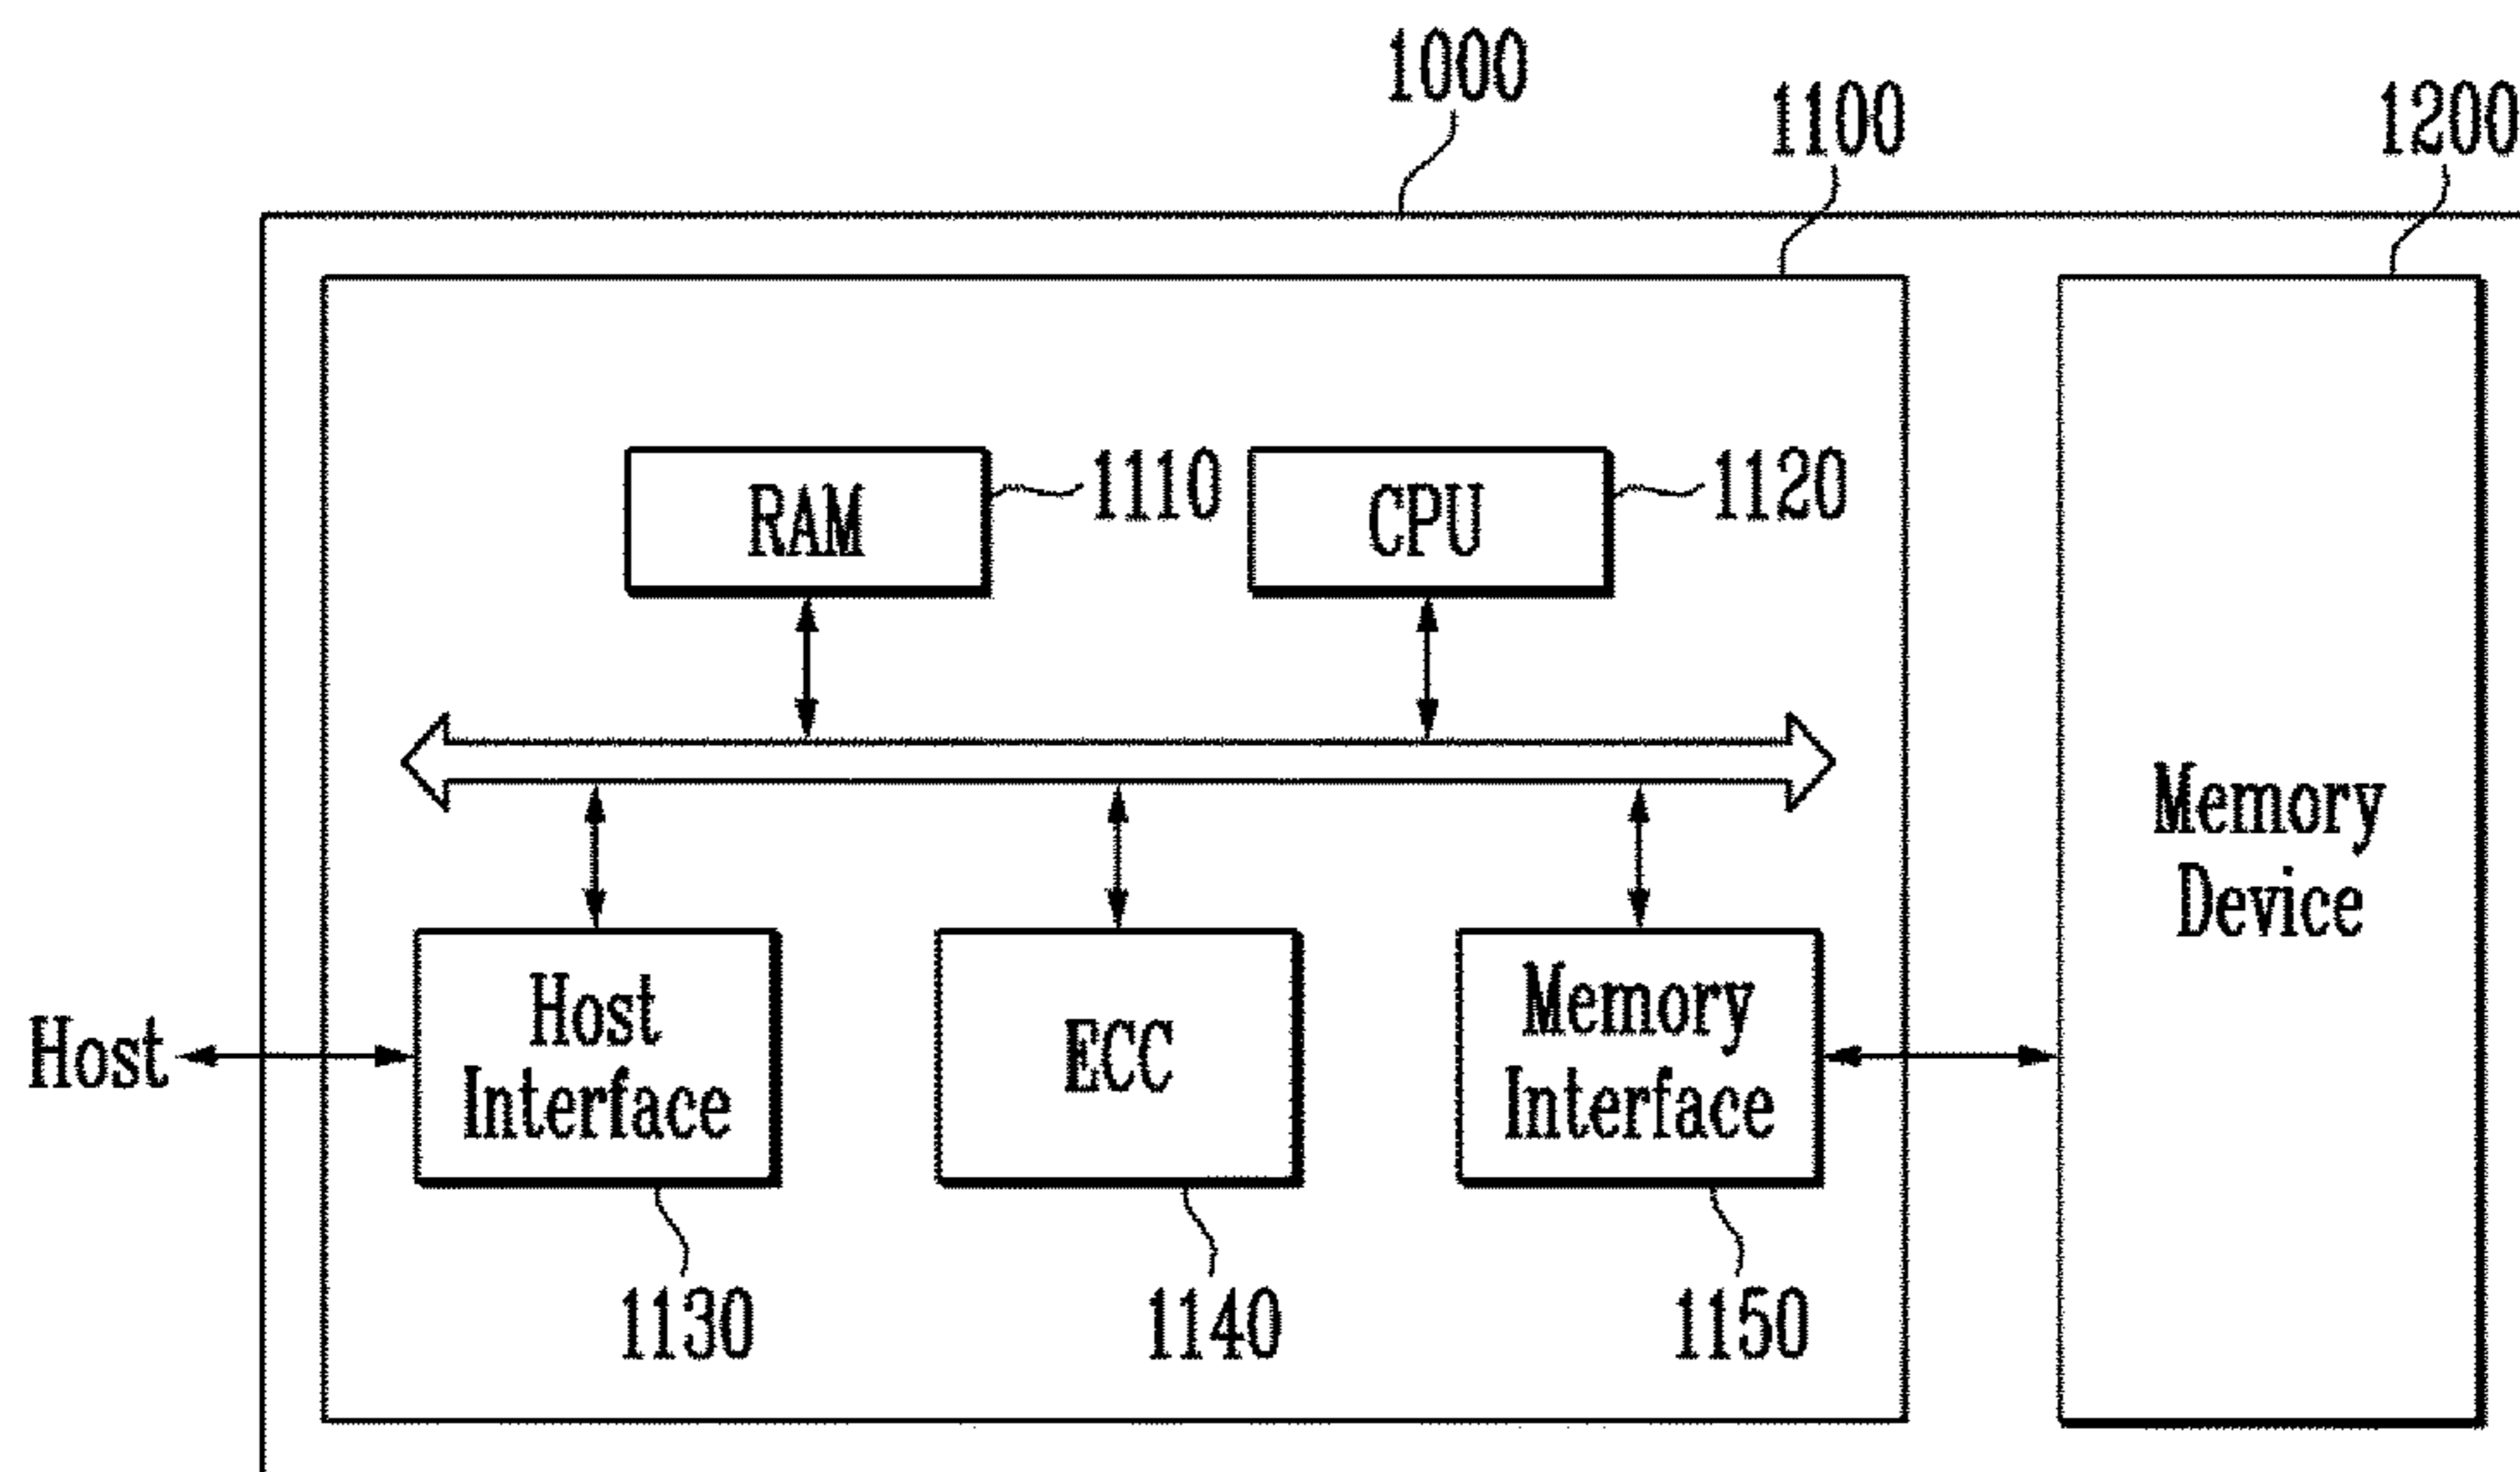 1000
1100
1200
RAM
1110
CPU
1120
Memory
Device
Host
Host
Interface
ECC
Memory
Interface
1130
1140
1150